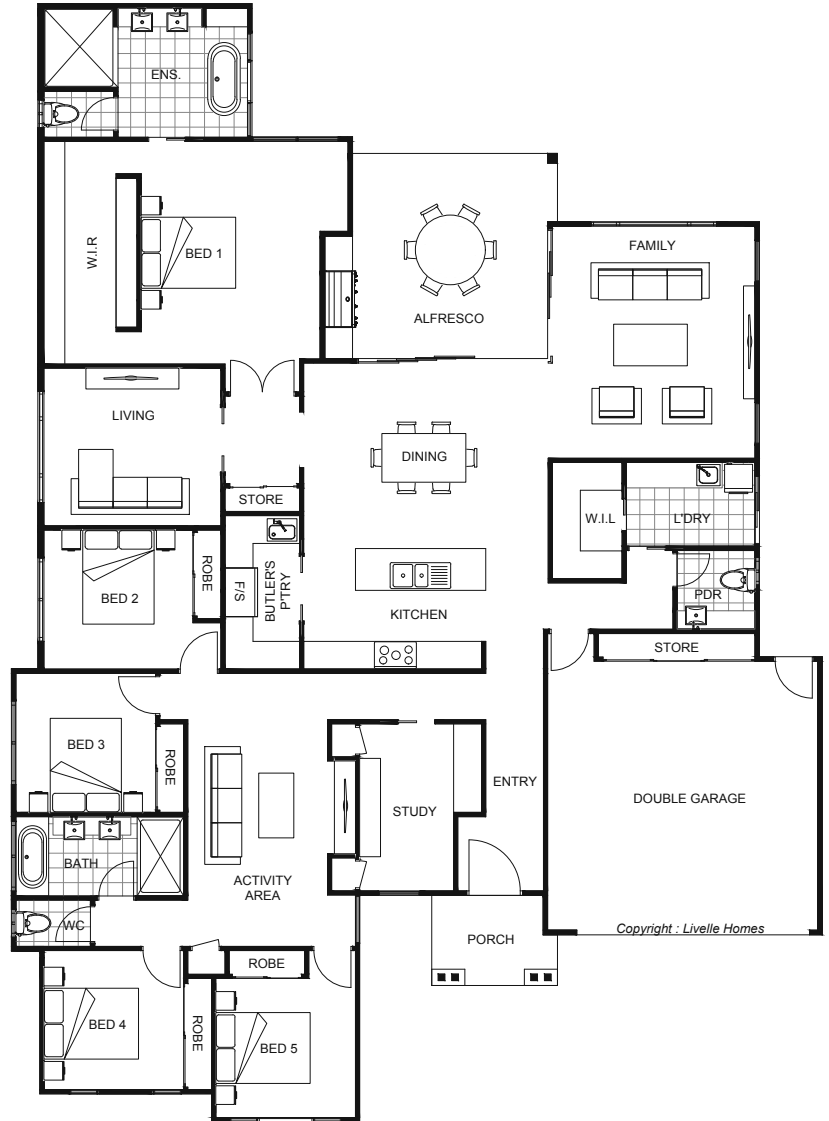 ENS.
W.I.R
BED 1
ALFRESCO
FAMILY
LIVING
DINING
STORE
W.I.L
L'DRY
BED 2
ROBE
F/S
BUTLER'S
P'TRY
KITCHEN
PDR
STORE
BED 3
ROBE
STUDY
ENTRY
DOUBLE GARAGE
BATH
ACTIVITY
AREA
WC
PORCH
Copyright : Livelle Homes
ROBE
BED 4
ROBE
BED 5